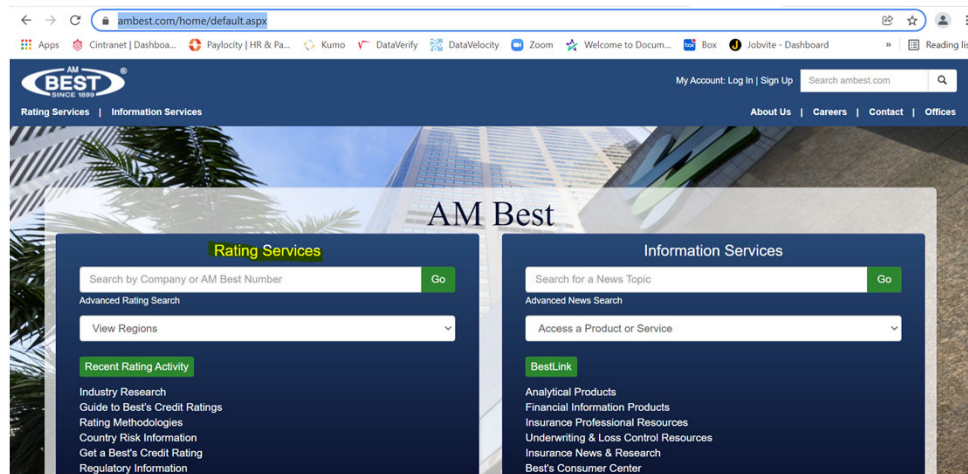 ambest.com/home/default.aspx
Apps Cintranet | Dashboa... Paylocity | HR & Pa... Kumo DataVerify DataVelocity Zoom Welcome to Docum... Box Jobvite - Dashboard » Reading lis
AM
BEST®
SINCE 1899
My Account: Log In | Sign Up Search ambest.com
Rating Services | Information Services About Us | Careers | Contact | Offices
AM Best
Rating Services
Search by Company or AM Best Number Go
Advanced Rating Search
View Regions
Recent Rating Activity
Industry Research
Guide to Best's Credit Ratings
Rating Methodologies
Country Risk Information
Get a Best's Credit Rating
Regulatory Information
Information Services
Search for a News Topic Go
Advanced News Search
Access a Product or Service
BestLink
Analytical Products
Financial Information Products
Insurance Professional Resources
Underwriting & Loss Control Resources
Insurance News & Research
Best's Consumer Center